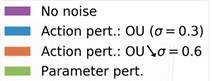 No noise
Action pert.: OU (σ = 0.3)
Action pert.: OU↘σ = 0.6
Parameter pert.